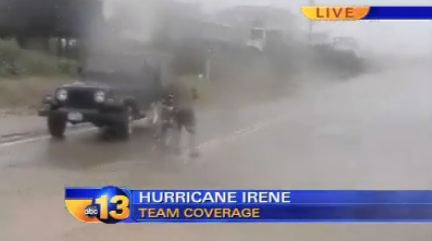 LIVE
HURRICANE IRENE
abc 13
TEAM COVERAGE